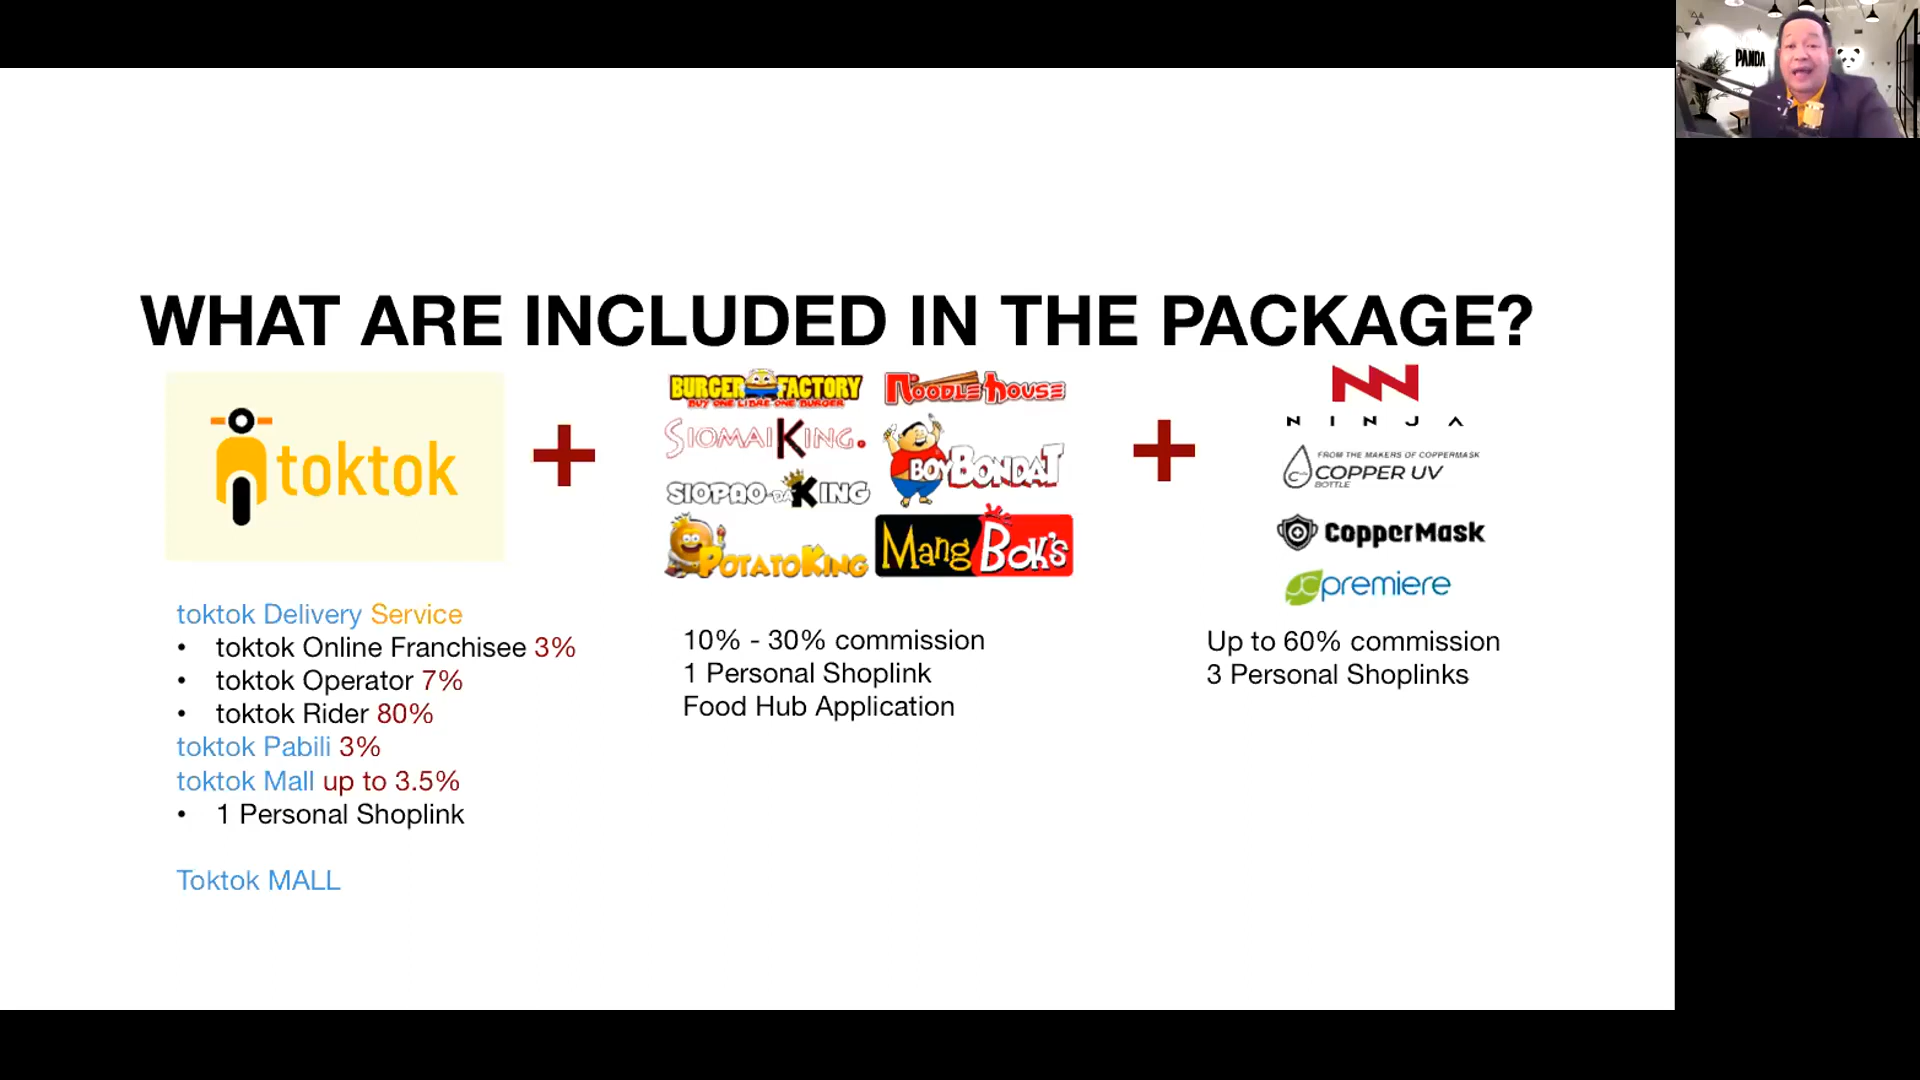 PANDA
WHAT ARE INCLUDED IN THE PACKAGE?
toktok
toktok Delivery Service
• toktok Online Franchisee 3%
• toktok Operator 7%
• toktok Rider 80%
toktok Pabili 3%
toktok Mall up to 3.5%
• 1 Personal Shoplink
Toktok MALL
BURGER FACTORY
BUY ONE LIBRE ONE BURGER
NOODLE HOUSE
SIOMAI KING.
BOY BONDAT
SIOPAO DA KING
POTATO KING
Mang BOK'S
10% - 30% commission
1 Personal Shoplink
Food Hub Application
NINJA
FROM THE MAKERS OF COPPERMASK
COPPER UV
BOTTLE
CopperMask
JCpremiere
Up to 60% commission
3 Personal Shoplinks